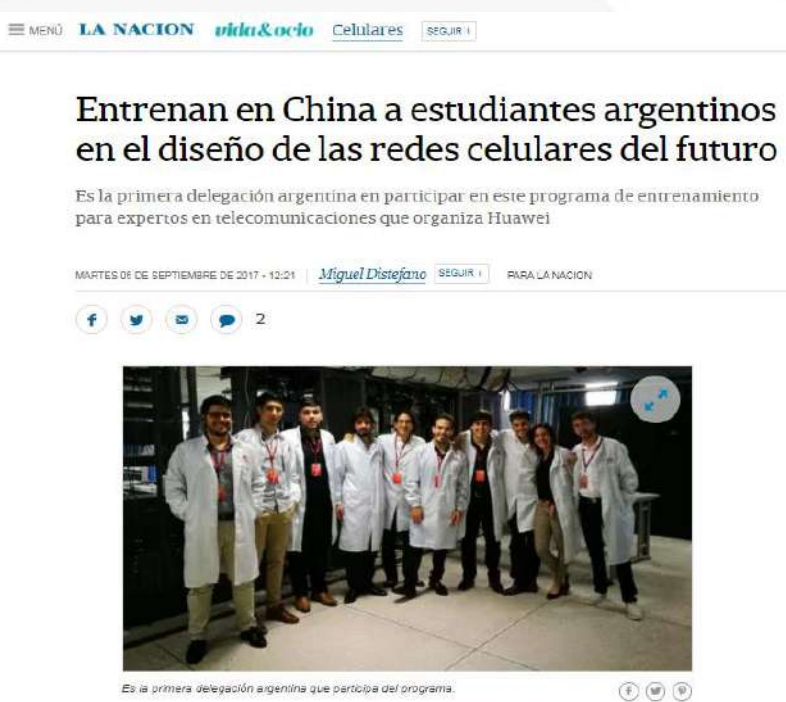 MENÚ LA NACION vida&ocio Celulares SEGUIR
Entrenan en China a estudiantes argentinos
en el diseño de las redes celulares del futuro
Es la primera delegación argentina en participar en este programa de entrenamiento
para expertos en telecomunicaciones que organiza Huawei
MARTES 05 DE SEPTIEMBRE DE 2017 • 12:21 Miguel Distefano SEGUIR PARA LA NACION
2
Es la primera delegación argentina que participa del programa.